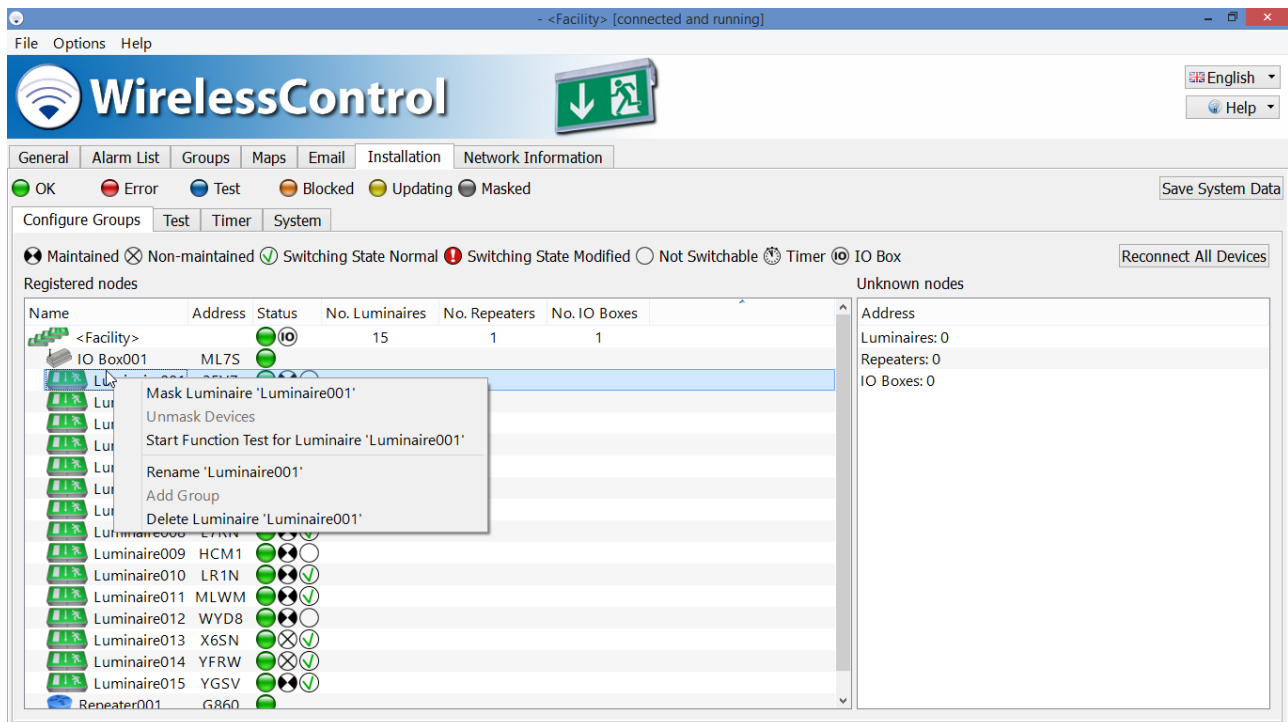 - <Facility> [connected and running]
File Options Help
WirelessControl
English
Help
General Alarm List Groups Maps Email Installation Network Information
OK Error Test Blocked Updating Masked Save System Data
Configure Groups Test Timer System
Maintained Non-maintained Switching State Normal Switching State Modified Not Switchable Timer IO IO Box Reconnect All Devices
Registered nodes Unknown nodes
Name Address Status No. Luminaires No. Repeaters No. IO Boxes Address
<Facility> IO 15 1 1 Luminaires: 0
IO Box001 ML7S Repeaters: 0
IO Boxes: 0
Mask Luminaire 'Luminaire001'
Unmask Devices
Start Function Test for Luminaire 'Luminaire001'
Rename 'Luminaire001'
Add Group
Delete Luminaire 'Luminaire001'
Luminaire008 L7RN
Luminaire009 HCM1
Luminaire010 LR1N
Luminaire011 MLWM
Luminaire012 WYD8
Luminaire013 X6SN
Luminaire014 YFRW
Luminaire015 YGSV
Repeater001 G860